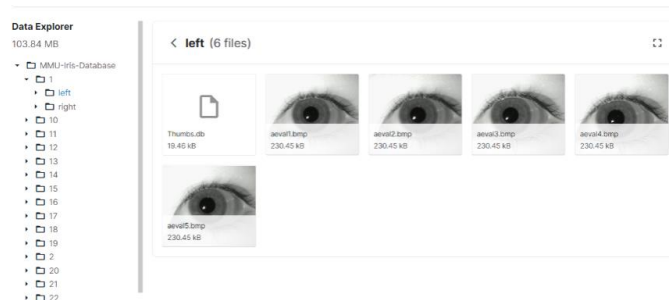 Data Explorer
103.84 MB
MMU-Iris-Database
1
left
right
10
11
12
13
14
15
16
17
18
19
2
20
21
22
< left (6 files)
Thumbs.db
19.46 kB
aeval1.bmp
230.45 kB
aeval2.bmp
230.45 kB
aeval3.bmp
230.45 kB
aeval4.bmp
230.45 kB
aeval5.bmp
230.45 kB